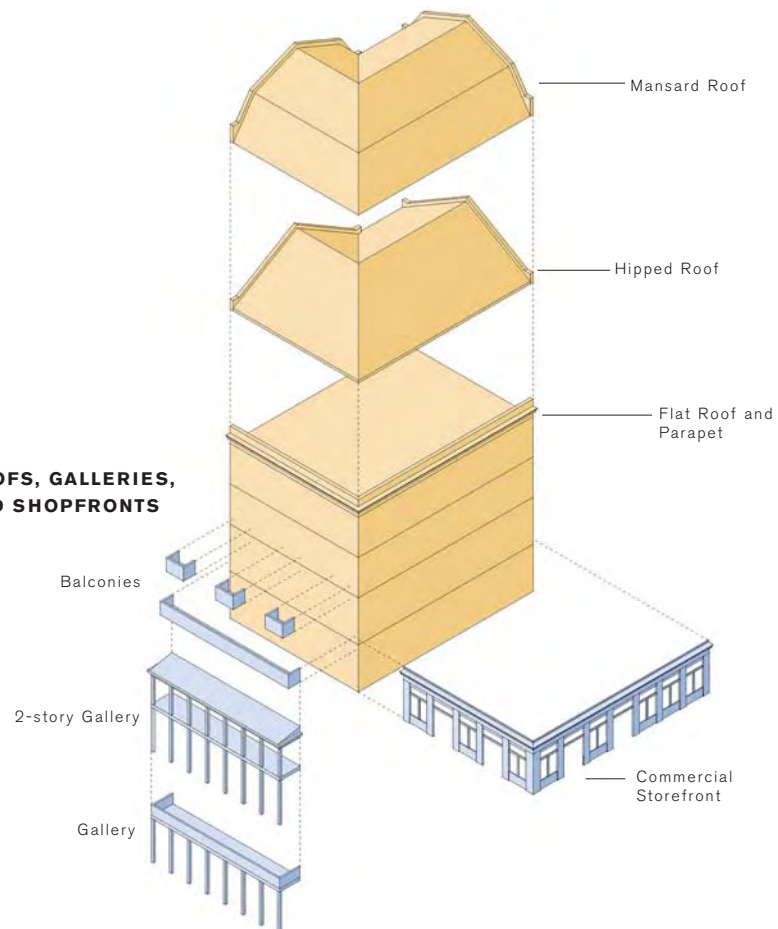 Mansard Roof
Hipped Roof
Flat Roof and
Parapet
OFS, GALLERIES,
SHOPFRONTS
Balconies
2-story Gallery
Commercial
Storefront
Gallery